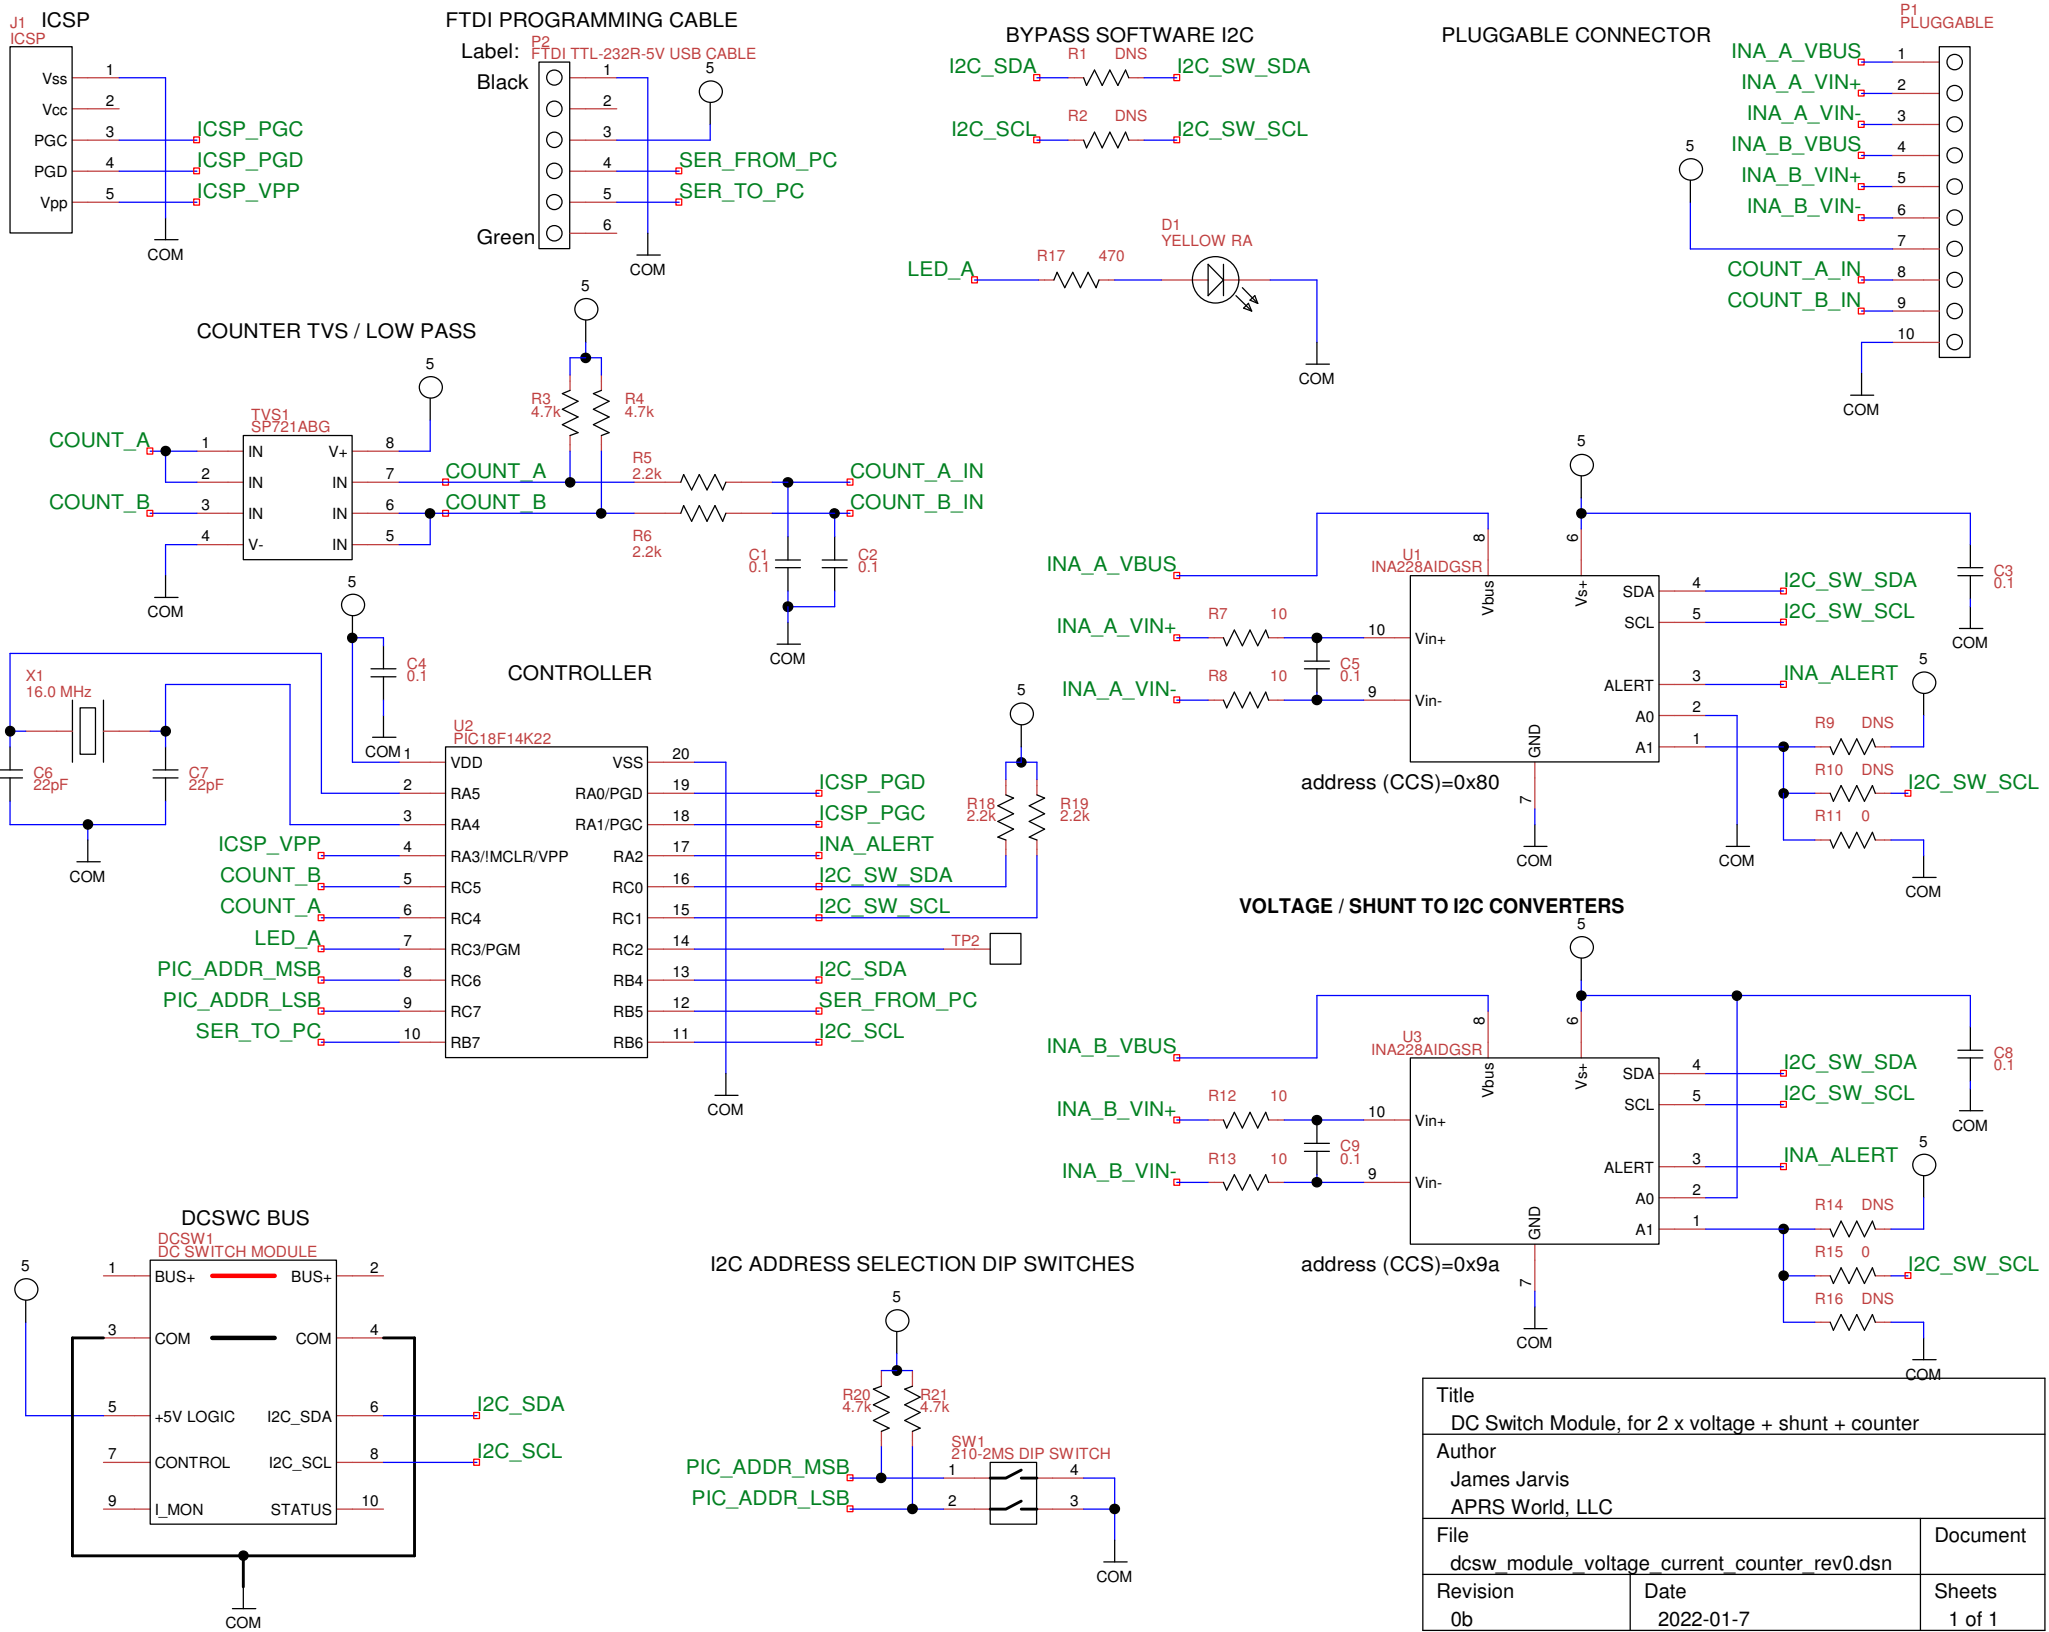 ICSP
J1
ICSP
Vss 1
Vcc 2
PGC 3 ICSP_PGC
PGD 4 ICSP_PGD
Vpp 5 ICSP_VPP
COM
FTDI PROGRAMMING CABLE
Label: P2
FTDI TTL-232R-5V USB CABLE
Black
1
5
2
3
4 SER_FROM_PC
5 SER_TO_PC
6
Green
COM
BYPASS SOFTWARE I2C
I2C_SDA R1 DNS I2C_SW_SDA
I2C_SCL R2 DNS I2C_SW_SCL
LED_A R17 470
D1
YELLOW RA
COM
PLUGGABLE CONNECTOR
P1
PLUGGABLE
INA_A_VBUS 1
INA_A_VIN+ 2
INA_A_VIN- 3
INA_B_VBUS 4
INA_B_VIN+ 5
INA_B_VIN- 6
5
7
COUNT_A_IN 8
COUNT_B_IN 9
10
COM
COUNTER TVS / LOW PASS
TVS1
SP721ABG
5
5
COUNT_A 1 IN V+ 8
2 IN IN 7 COUNT_A
COUNT_B 3 IN IN 6 COUNT_B
4 V- IN 5
COM
R3
4.7k
R4
4.7k
R5
2.2k
COUNT_A_IN
COUNT_B_IN
R6
2.2k
C1
0.1
C2
0.1
COM
CONTROLLER
5
C4
0.1
COM
X1
16.0 MHz
C6
22pF
C7
22pF
COM
U2
PIC18F14K22
1 VDD VSS 20
2 RA5 RA0/PGD 19 ICSP_PGD
3 RA4 RA1/PGC 18 ICSP_PGC
ICSP_VPP 4 RA3/!MCLR/VPP RA2 17 INA_ALERT
COUNT_B 5 RC5 RC0 16 I2C_SW_SDA
COUNT_A 6 RC4 RC1 15 I2C_SW_SCL
LED_A 7 RC3/PGM RC2 14 TP2
PIC_ADDR_MSB 8 RC6 RB4 13 I2C_SDA
PIC_ADDR_LSB 9 RC7 RB5 12 SER_FROM_PC
SER_TO_PC 10 RB7 RB6 11 I2C_SCL
COM
5
R18
2.2k
R19
2.2k
5
INA_A_VBUS
8
6
U1
INA228AIDGSR
Vbus
Vs+
C3
0.1
COM
SDA 4 I2C_SW_SDA
SCL 5 I2C_SW_SCL
INA_A_VIN+ R7 10 10 Vin+
C5
0.1
INA_A_VIN- R8 10 9 Vin-
ALERT 3 INA_ALERT
A0 2
A1 1
GND
7
COM
COM
5
R9 DNS
R10 DNS I2C_SW_SCL
R11 0
COM
address (CCS)=0x80
VOLTAGE / SHUNT TO I2C CONVERTERS
5
INA_B_VBUS
8
6
U3
INA228AIDGSR
Vbus
Vs+
C8
0.1
COM
SDA 4 I2C_SW_SDA
SCL 5 I2C_SW_SCL
INA_B_VIN+ R12 10 10 Vin+
C9
0.1
INA_B_VIN- R13 10 9 Vin-
ALERT 3 INA_ALERT
A0 2
A1 1
GND
7
COM
5
R14 DNS
R15 0 I2C_SW_SCL
R16 DNS
COM
address (CCS)=0x9a
DCSWC BUS
DCSW1
DC SWITCH MODULE
5
1 BUS+ BUS+ 2
3 COM COM 4
5 +5V LOGIC I2C_SDA 6 I2C_SDA
7 CONTROL I2C_SCL 8 I2C_SCL
9 I_MON STATUS 10
COM
I2C ADDRESS SELECTION DIP SWITCHES
5
R20
4.7k
R21
4.7k
SW1
210-2MS DIP SWITCH
PIC_ADDR_MSB 1 4
PIC_ADDR_LSB 2 3
COM
Title
DC Switch Module, for 2 x voltage + shunt + counter
Author
James Jarvis
APRS World, LLC
File Document
dcsw_module_voltage_current_counter_rev0.dsn
Revision Date Sheets
0b 2022-01-7 1 of 1